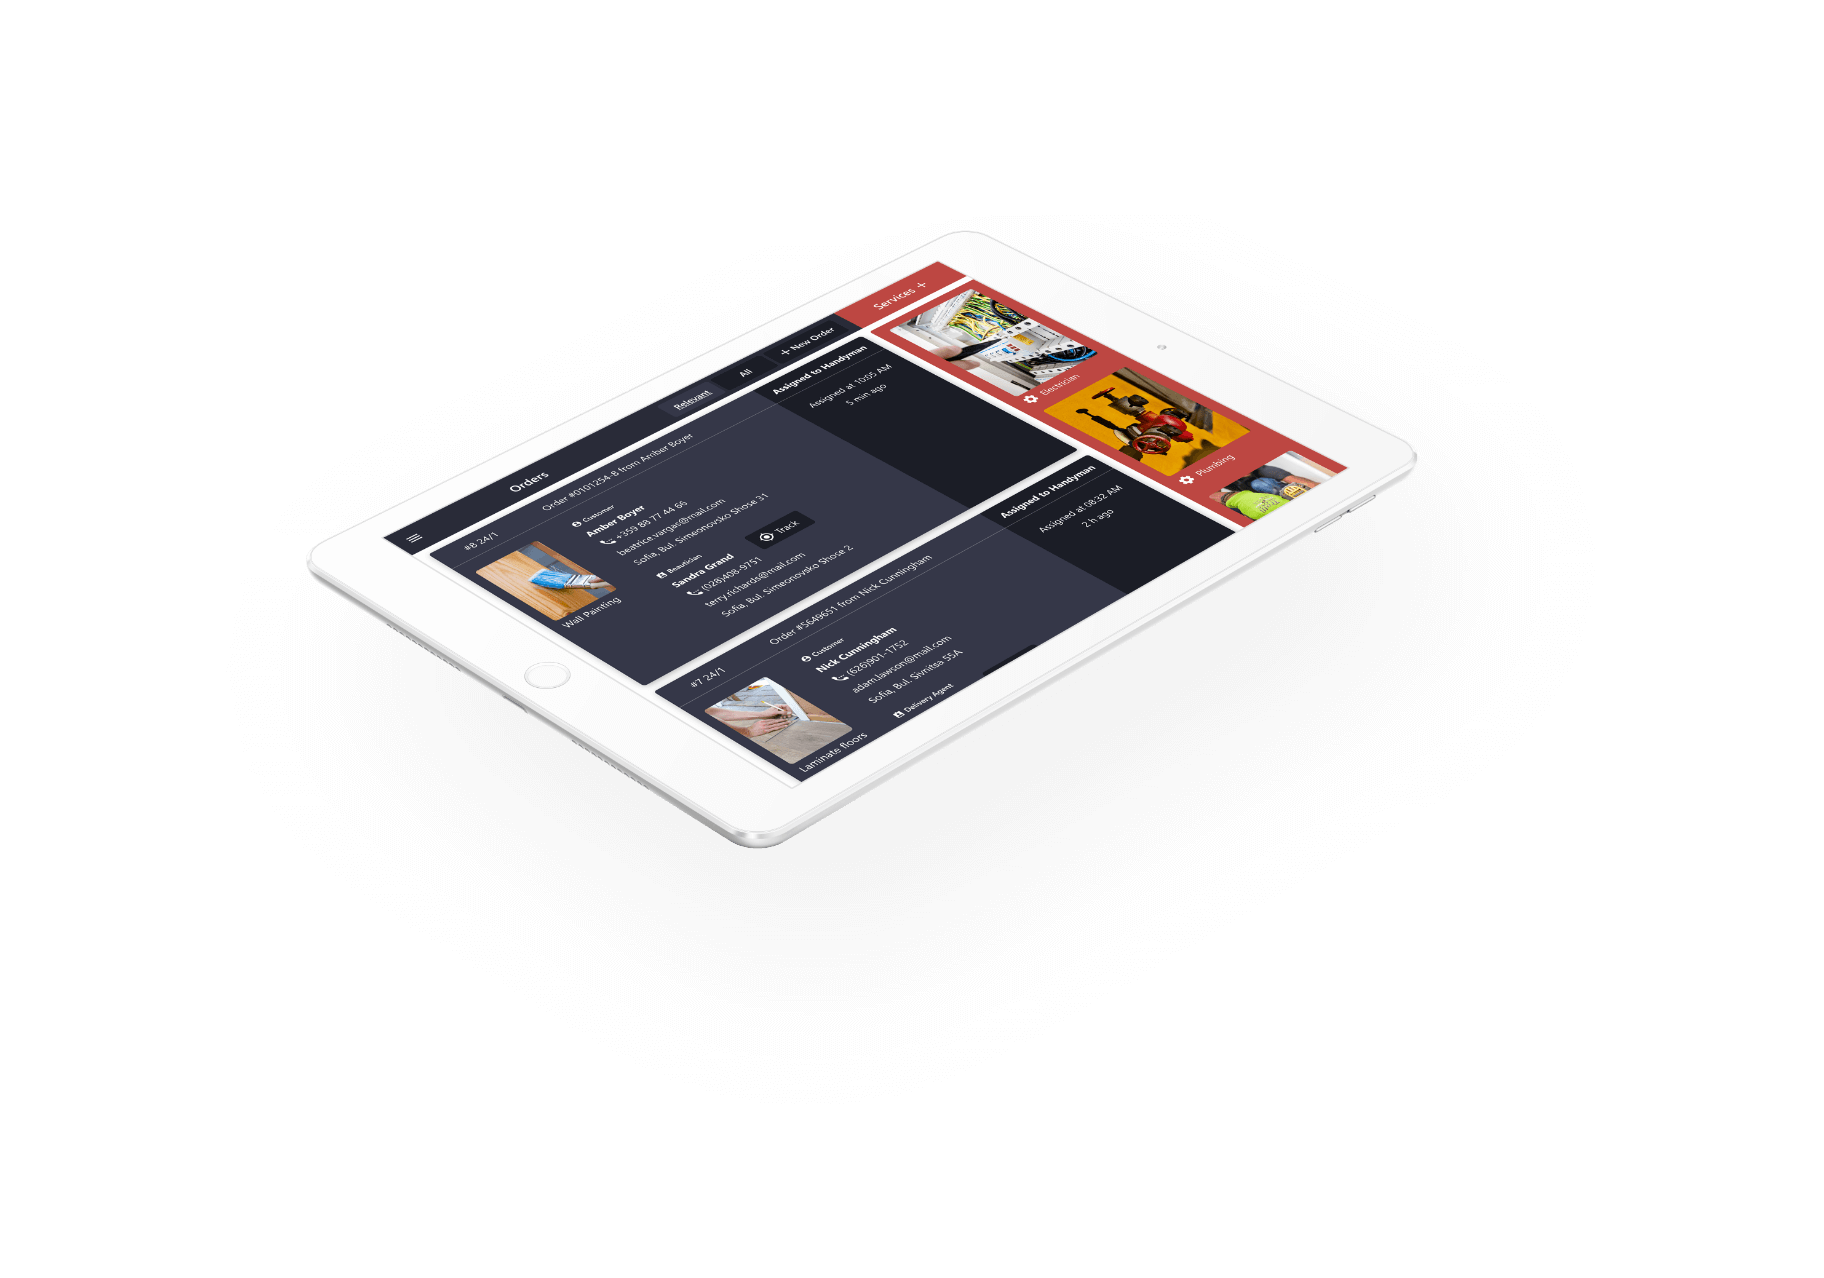 Orders
Relevant
All
+ New Order
Services +
#8 24/1
Order #0101254-8 from Amber Boyer
Assigned to Handyman
Wall Painting
Customer
Amber Boyer
+359 88 77 44 66
beatrice.vargas@mail.com
Sofia, Bul. Simeonovsko Shose 31
Beautician
Sandra Grand
(028)408-9751
terry.richards@mail.com
Sofia, Bul. Simeonovsko Shose 2
Track
Assigned at 10:05 AM
5 min ago
#7 24/1
Order #5649651 from Nick Cunningham
Assigned to Handyman
Laminate floors
Customer
Nick Cunningham
(626)901-1752
adam.lawson@mail.com
Sofia, Bul. Sivnitsa 55A
Delivery Agent
Assigned at 08:32 AM
2 h ago
Electrician
Plumbing